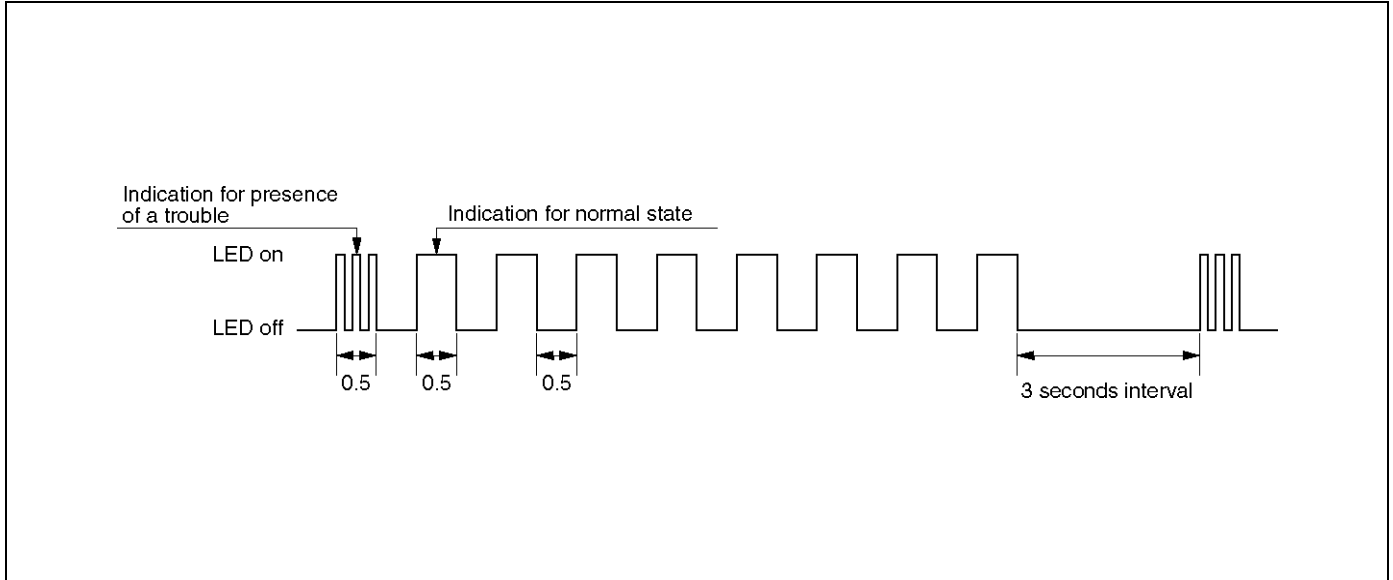 Indication for presence
of a trouble
Indication for normal state
LED on
LED off
0.5
0.5
0.5
3 seconds interval